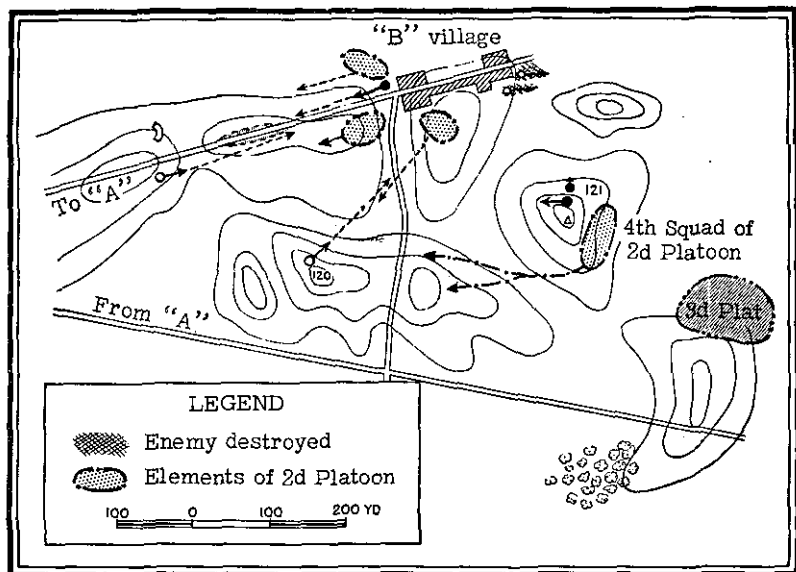 "B" village
To "A"
121
4th Squad of
2d Platoon
120
From "A"
3d Plat
LEGEND
Enemy destroyed
Elements of 2d Platoon
100 0 100 200 YD